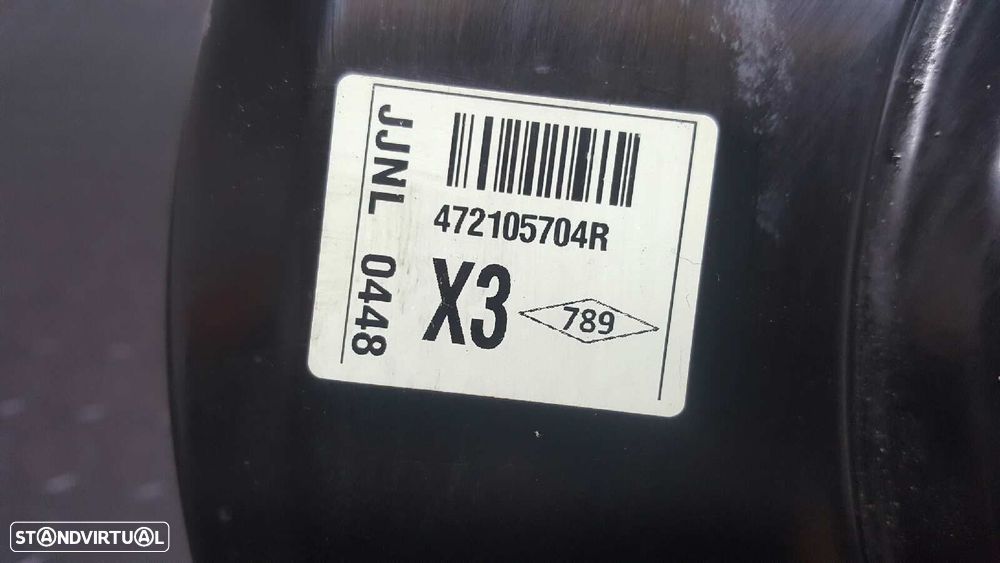 JJNL 0448
472105704R
X3
789
STANDVIRTUAL